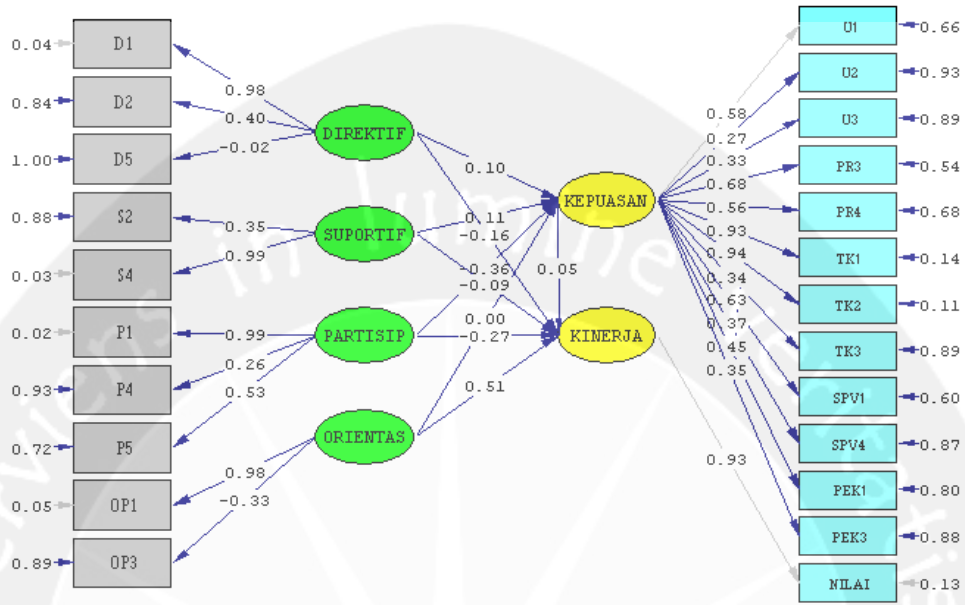 0.04
D1
0.84
D2
1.00
D5
0.88
S2
0.03
S4
0.02
P1
0.93
P4
0.72
P5
0.05
OP1
0.89
OP3
0.98
0.40
-0.02
0.35
0.99
0.99
0.26
0.53
0.98
-0.33
DIREKTIF
SUPORTIF
PARTISIP
ORIENTAS
0.10
0.11
-0.16
-0.36
-0.09
0.00
-0.27
0.51
0.05
KEPUASAN
KINERJA
0.58
0.27
0.33
0.68
0.56
0.93
0.94
0.34
0.63
0.37
0.45
0.35
0.93
U1
0.66
U2
0.93
U3
0.89
PR3
0.54
PR4
0.68
TK1
0.14
TK2
0.11
TK3
0.89
SPV1
0.60
SPV4
0.87
PEK1
0.80
PEK3
0.88
NILAI
0.13
serviens in lumine veritatis